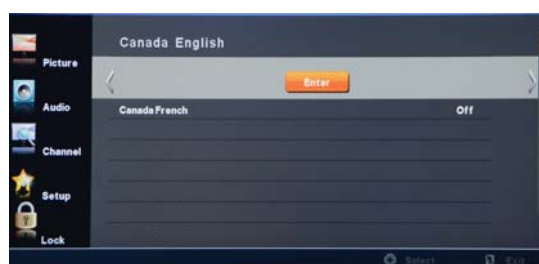 Canada English
Picture
Enter
Audio
Canada French Off
Channel
Setup
Lock
Select Exit